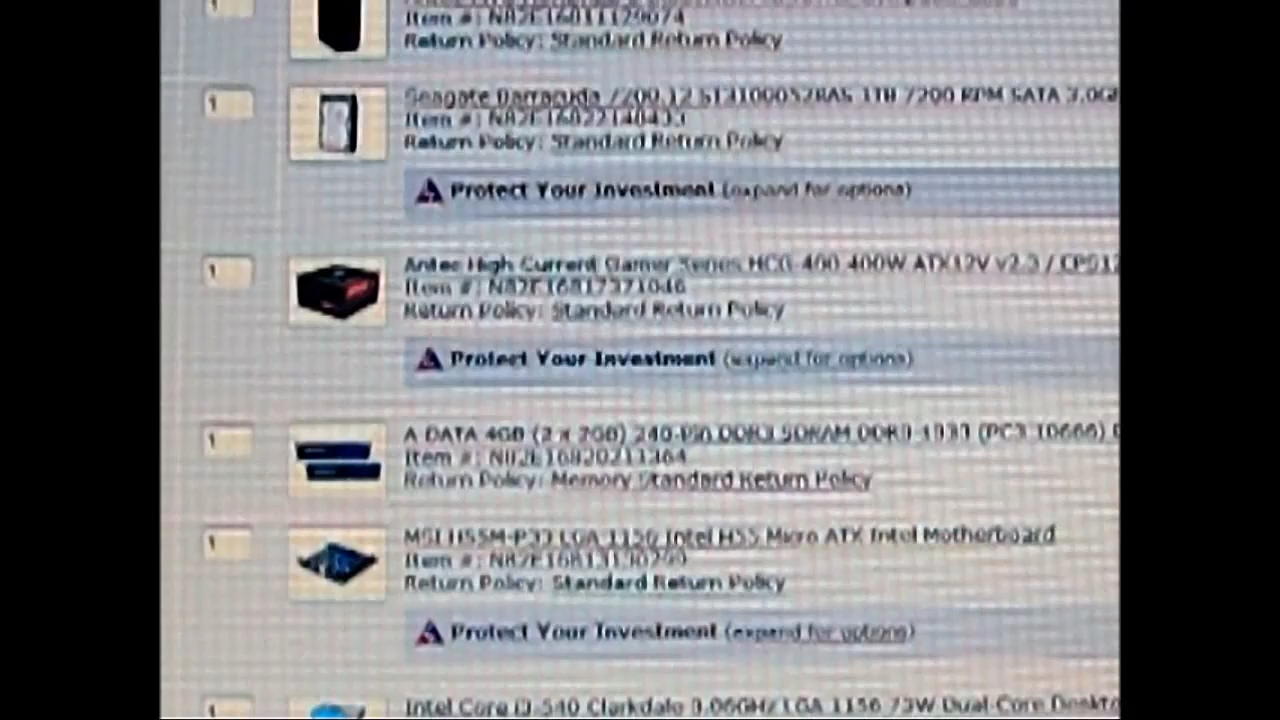 1
Item #: N82E16811129074
Return Policy: Standard Return Policy
1
Seagate Barracuda 7200.12 ST31000528AS 1TB 7200 RPM SATA 3.0Gb
Item #: N82E16822148433
Return Policy: Standard Return Policy
Protect Your Investment (expand for options)
1
Antec High Current Gamer Series HCG-400 400W ATX12V v2.3 /
Item #: N82E16817371046
Return Policy: Standard Return Policy
Protect Your Investment (expand for options)
1
A-DATA 4GB (2 x 2GB) 240-Pin DDR3 SDRAM DDR3 1333 (PC3 10666)
Item #: N82E16820211364
Return Policy: Memory Standard Return Policy
1
MSI H55M-P33 LGA 1156 Intel H55 Micro ATX Intel Motherboard
Item #:
Return Policy: Standard Return Policy
Protect Your Investment (expand for options)
1
Intel Core i3-540 Clarkdale 3.06GHz LGA 1156 73W Dual-Core Deskto